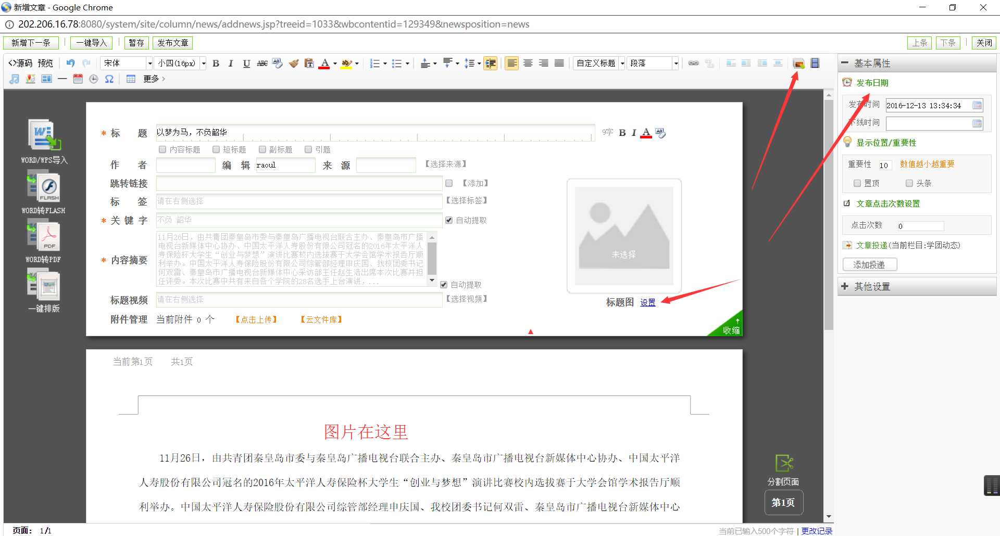 新增文章 - Google Chrome
202.206.16.78:8080/system/site/column/news/addnews.jsp?treeid=1033&wbcontentid=129349&newsposition=news
新增下一条 一键导入 暂存 发布文章 上条 下条 关闭
源码 预览 宋体 小四(16px) B I U ABC A ab 自定义标题 段落
更多
基本属性
发布日期
发布时间 2016-12-13 13:34:34
下线时间
显示位置/重要性
重要性 10 数值越小越重要
置顶 头条
文章点击次数设置
点击次数 0
文章投递(当前栏目:学团动态)
添加投递
其他设置
WORD/WPS导入
FLASH
WORD转FLASH
PDF
WORD转PDF
一键排版
* 标 题 以梦为马，不负韶华 9字 B I A
内容标题 短标题 副标题 引题
作 者 编 辑 raoul 来 源 【选择来源】
跳转链接 【添加】
标 签 请在右侧选择 【选择标签】
* 关 键 字 不负 韶华 自动提取
* 内容摘要
11月26日，由共青团秦皇岛市委与秦皇岛广播电视台联合主办、秦皇岛市广播
电视台新媒体中心协办、中国太平洋人寿股份有限公司冠名的2016年太平洋人
寿保险杯大学生“创业与梦想”演讲比赛校内选拔赛于大学会馆学术报告厅顺
利举办。中国太平洋人寿保险股份有限公司综管部经理申庆国、我校团委书记
何双雷、秦皇岛市广播电视台新媒体中心采访部主任赵生浩出席本次比赛并担
任评委。本次比赛中共有来自各个学院的28名选手上台演讲，...
自动提取
标题视频 请在右侧选择 【选择视频】
附件管理 当前附件 0 个 【点击上传】 【云文件库】
未选择
标题图 设置
收缩
当前第1页 共1页
图片在这里
11月26日，由共青团秦皇岛市委与秦皇岛广播电视台联合主办、秦皇岛市广播电视台新媒体中心协办、中国太平洋
人寿股份有限公司冠名的2016年太平洋人寿保险杯大学生“创业与梦想”演讲比赛校内选拔赛于大学会馆学术报告厅顺
利举办。中国太平洋人寿保险股份有限公司综管部经理申庆国、我校团委书记何双雷、秦皇岛市广播电视台新媒体中心
分割页面
第1页
页面： 1/1
当前已输入500个字符 | 更改记录